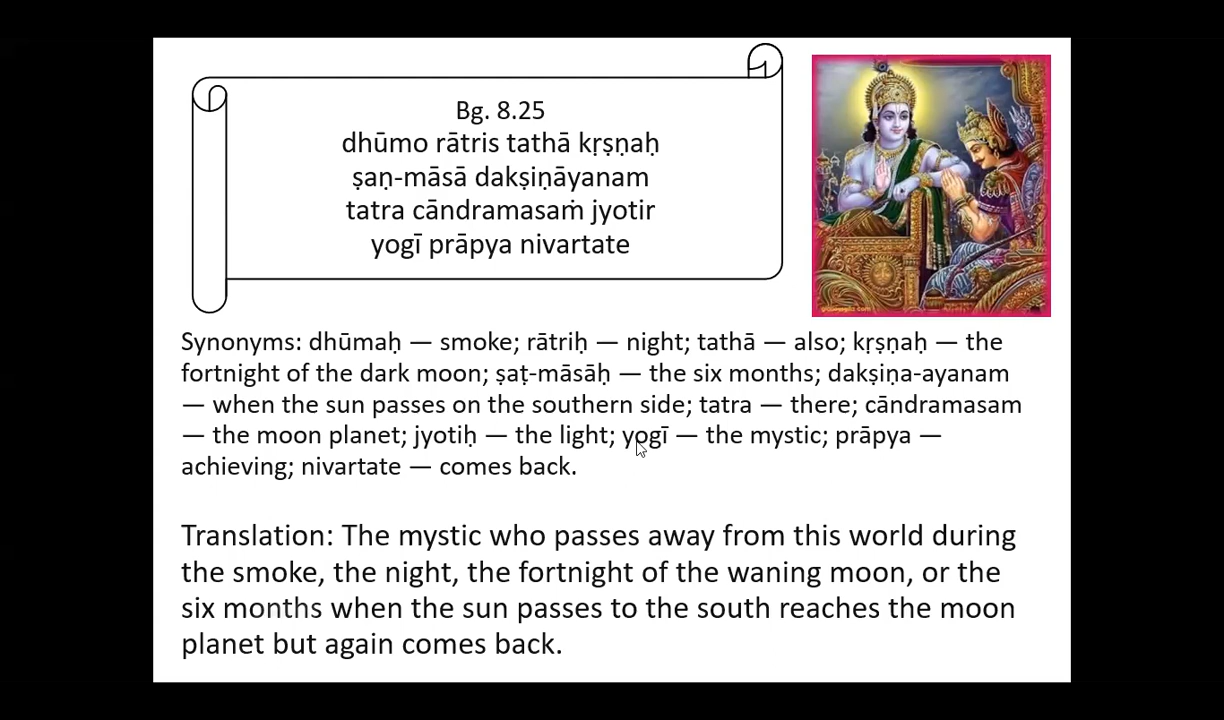 Bg. 8.25
dhūmo rātris tathā kṛṣṇaḥ
ṣaṇ-māsā dakṣiṇāyanam
tatra cāndramasaṁ jyotir
yogī prāpya nivartate
Synonyms: dhūmaḥ — smoke; rātriḥ — night; tathā — also; kṛṣṇaḥ — the
fortnight of the dark moon; ṣaṭ-māsāḥ — the six months; dakṣiṇa-ayanam
— when the sun passes on the southern side; tatra — there; cāndramasam
— the moon planet; jyotiḥ — the light; yogī — the mystic; prāpya —
achieving; nivartate — comes back.
Translation: The mystic who passes away from this world during
the smoke, the night, the fortnight of the waning moon, or the
six months when the sun passes to the south reaches the moon
planet but again comes back.